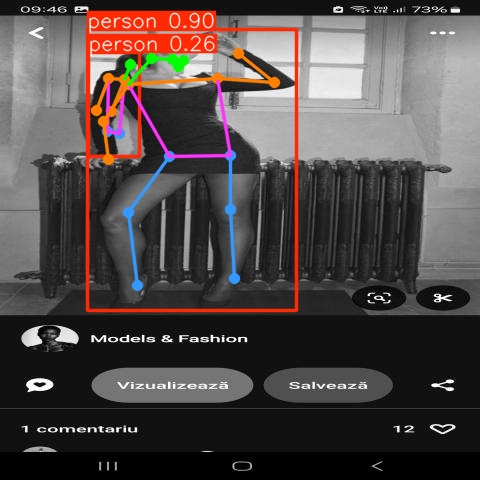 09:46
73%
person 0.90
person 0.26
Models & Fashion
Vizualizează
Salvează
1 comentariu
12